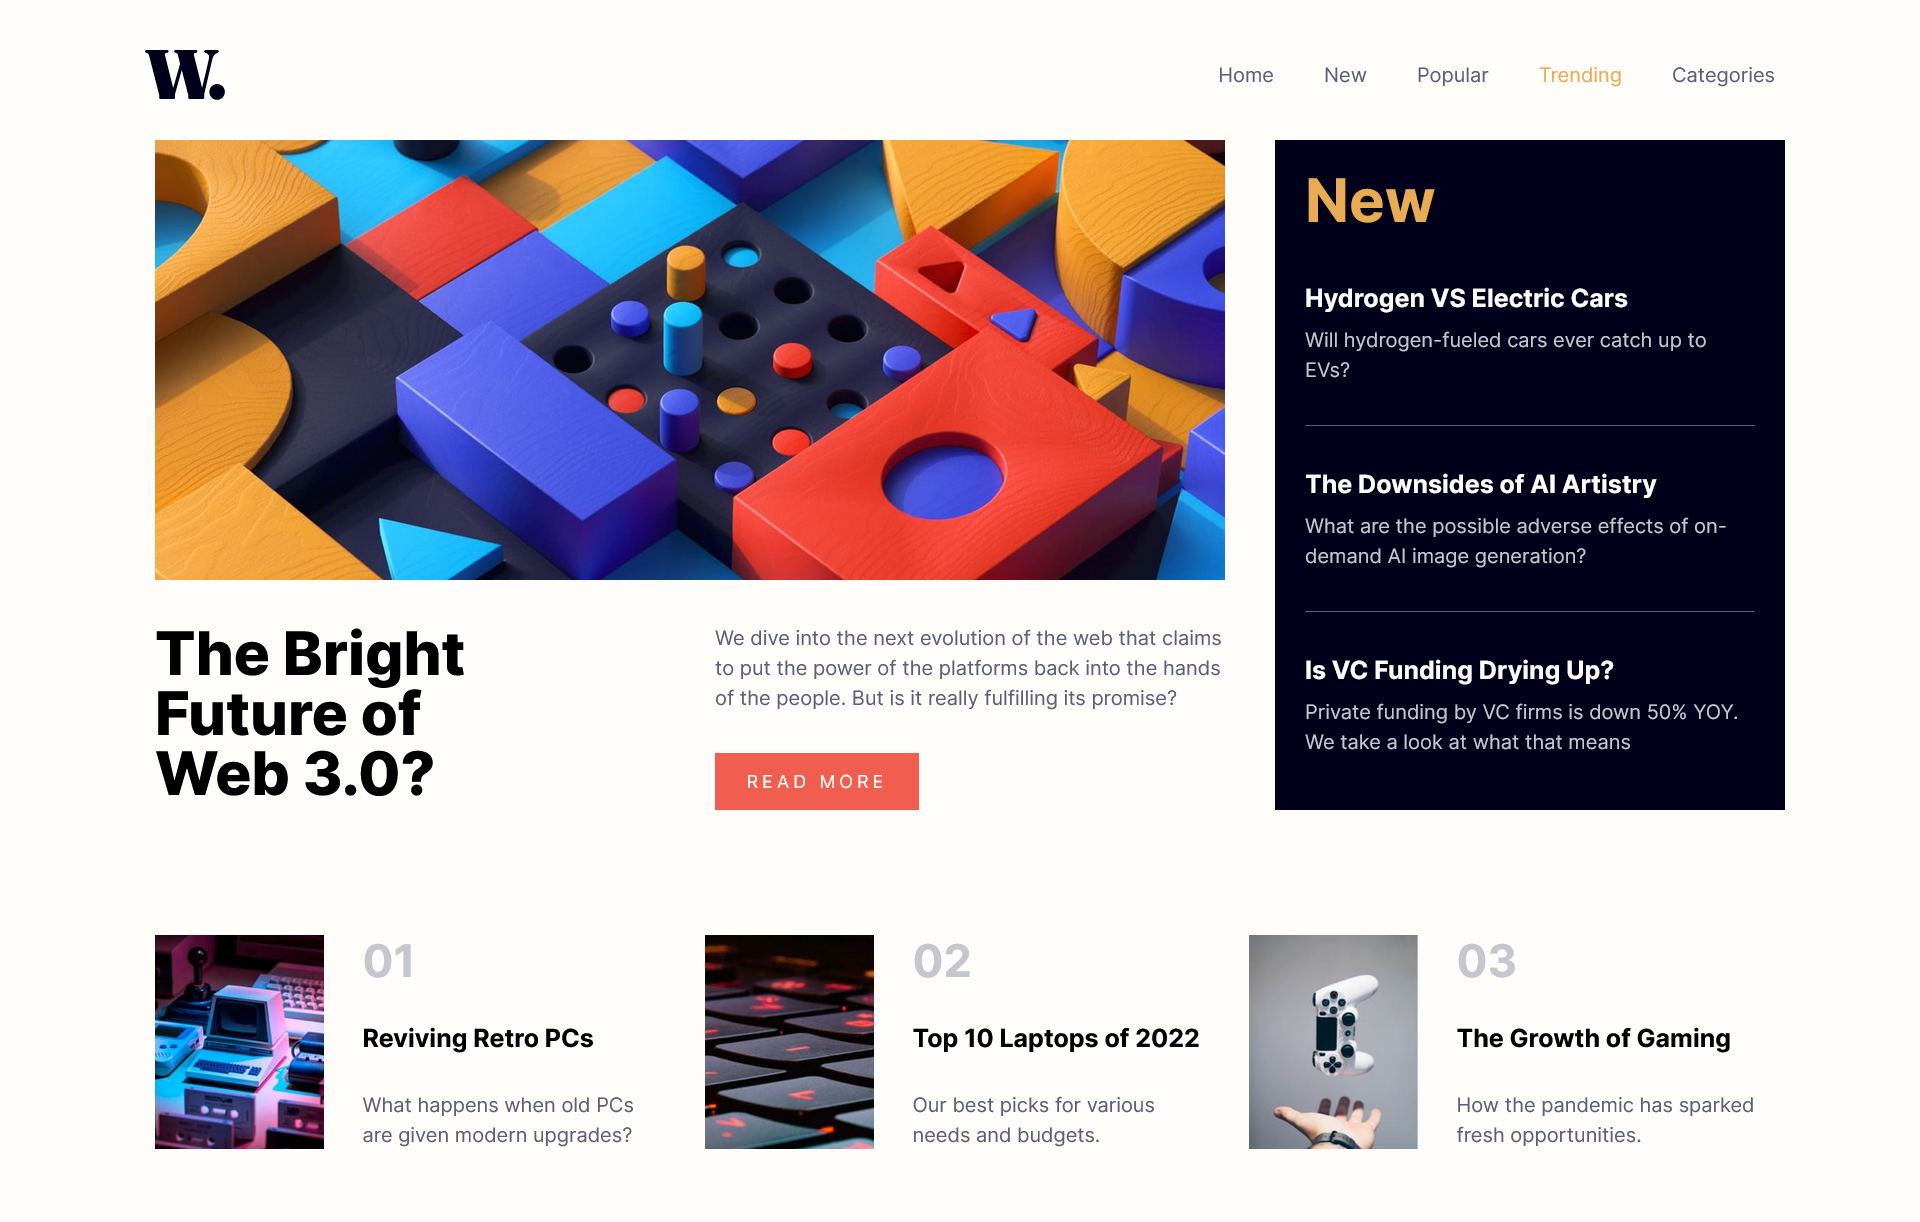 W.
Home New Popular Trending Categories
New
Hydrogen VS Electric Cars
Will hydrogen-fueled cars ever catch up to
EVs?
The Downsides of AI Artistry
What are the possible adverse effects of on-
demand AI image generation?
Is VC Funding Drying Up?
Private funding by VC firms is down 50% YOY.
We take a look at what that means
The Bright
Future of
Web 3.0?
We dive into the next evolution of the web that claims
to put the power of the platforms back into the hands
of the people. But is it really fulfilling its promise?
READ MORE
01
Reviving Retro PCs
What happens when old PCs
are given modern upgrades?
02
Top 10 Laptops of 2022
Our best picks for various
needs and budgets.
03
The Growth of Gaming
How the pandemic has sparked
fresh opportunities.